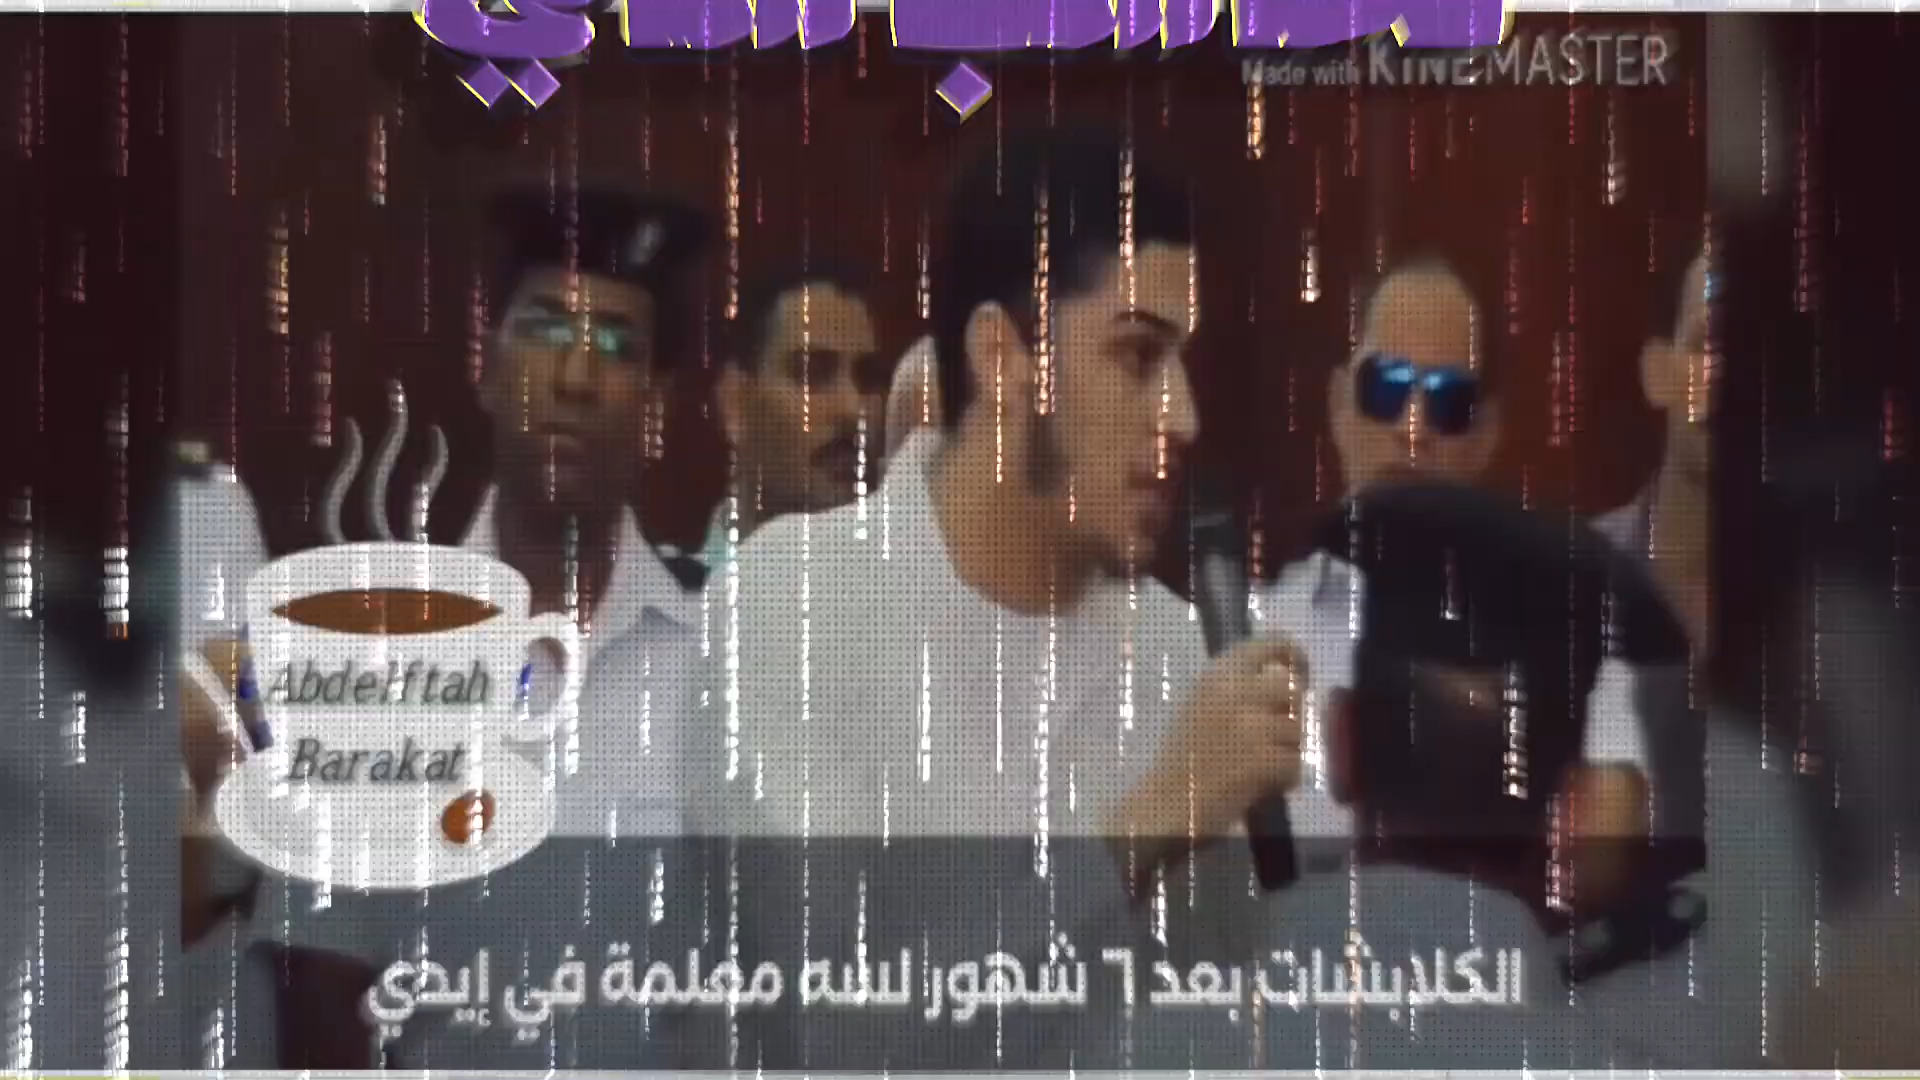 Made with KINEMASTER
Abdelftah
Barakat
الكلابشات بعد ٦ شهور لسه معلمة في إيدي